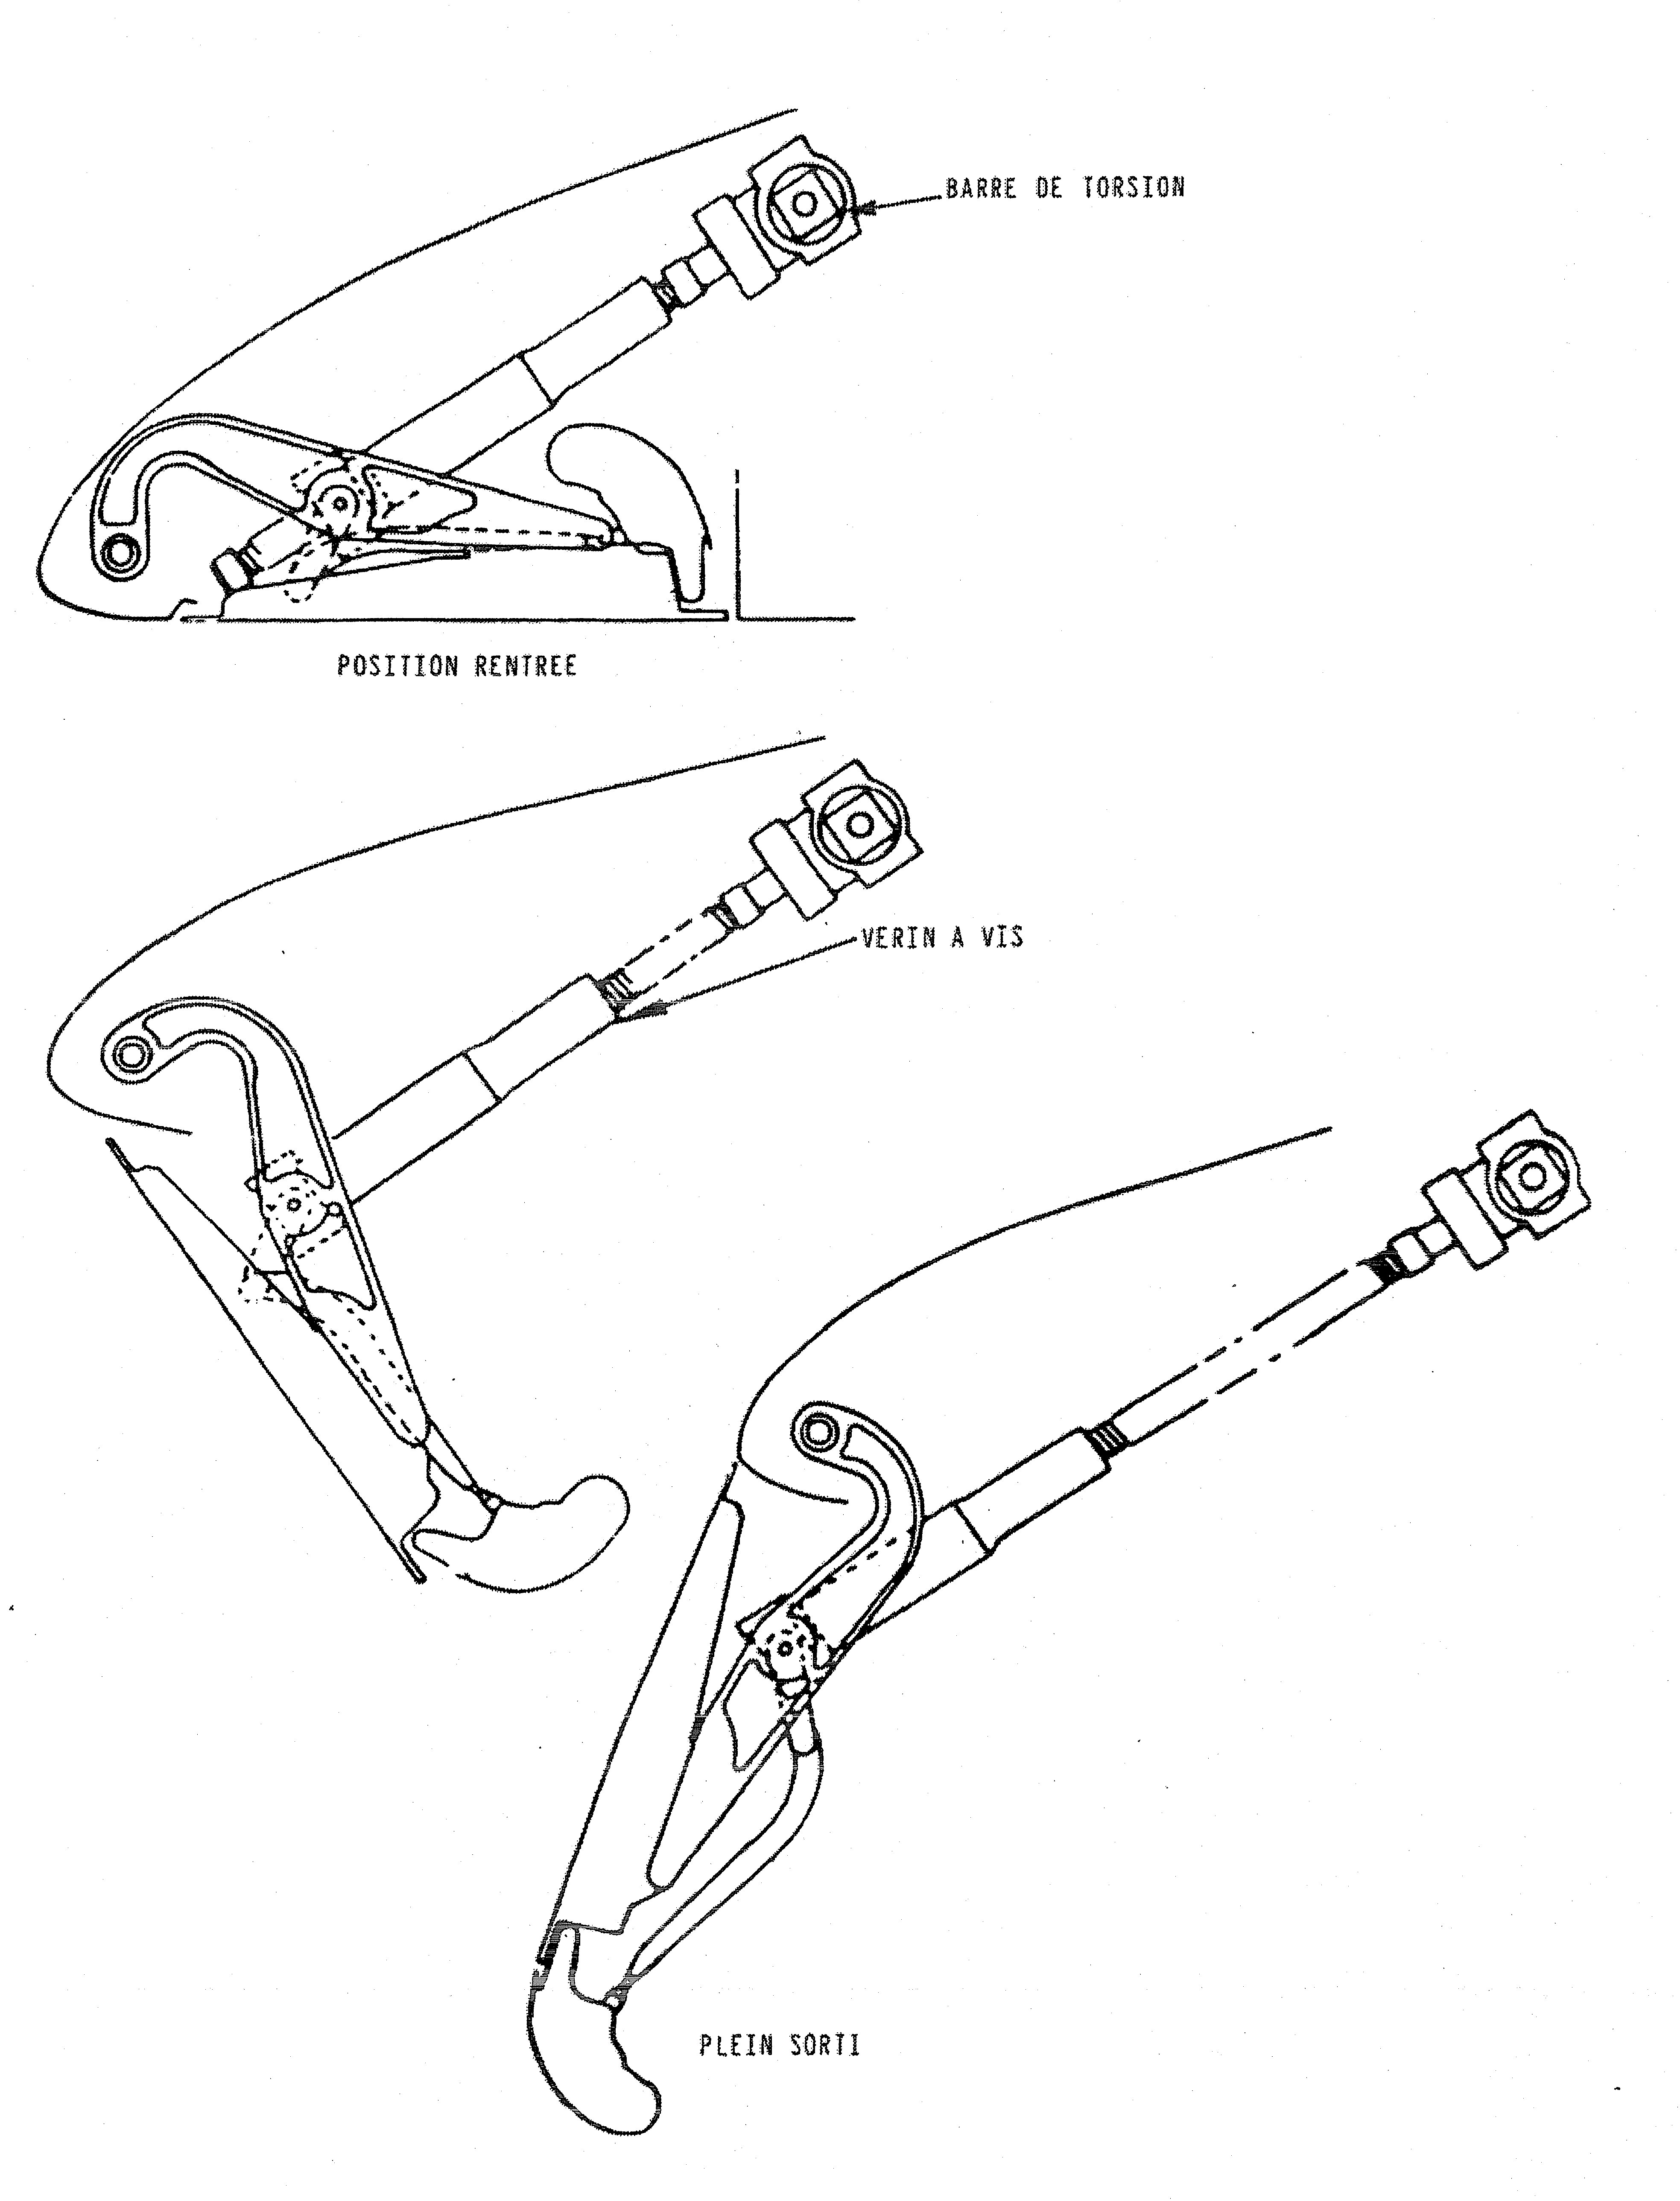 BARRE DE TORSION
POSITION RENTREE
VERIN A VIS
PLEIN SORTI